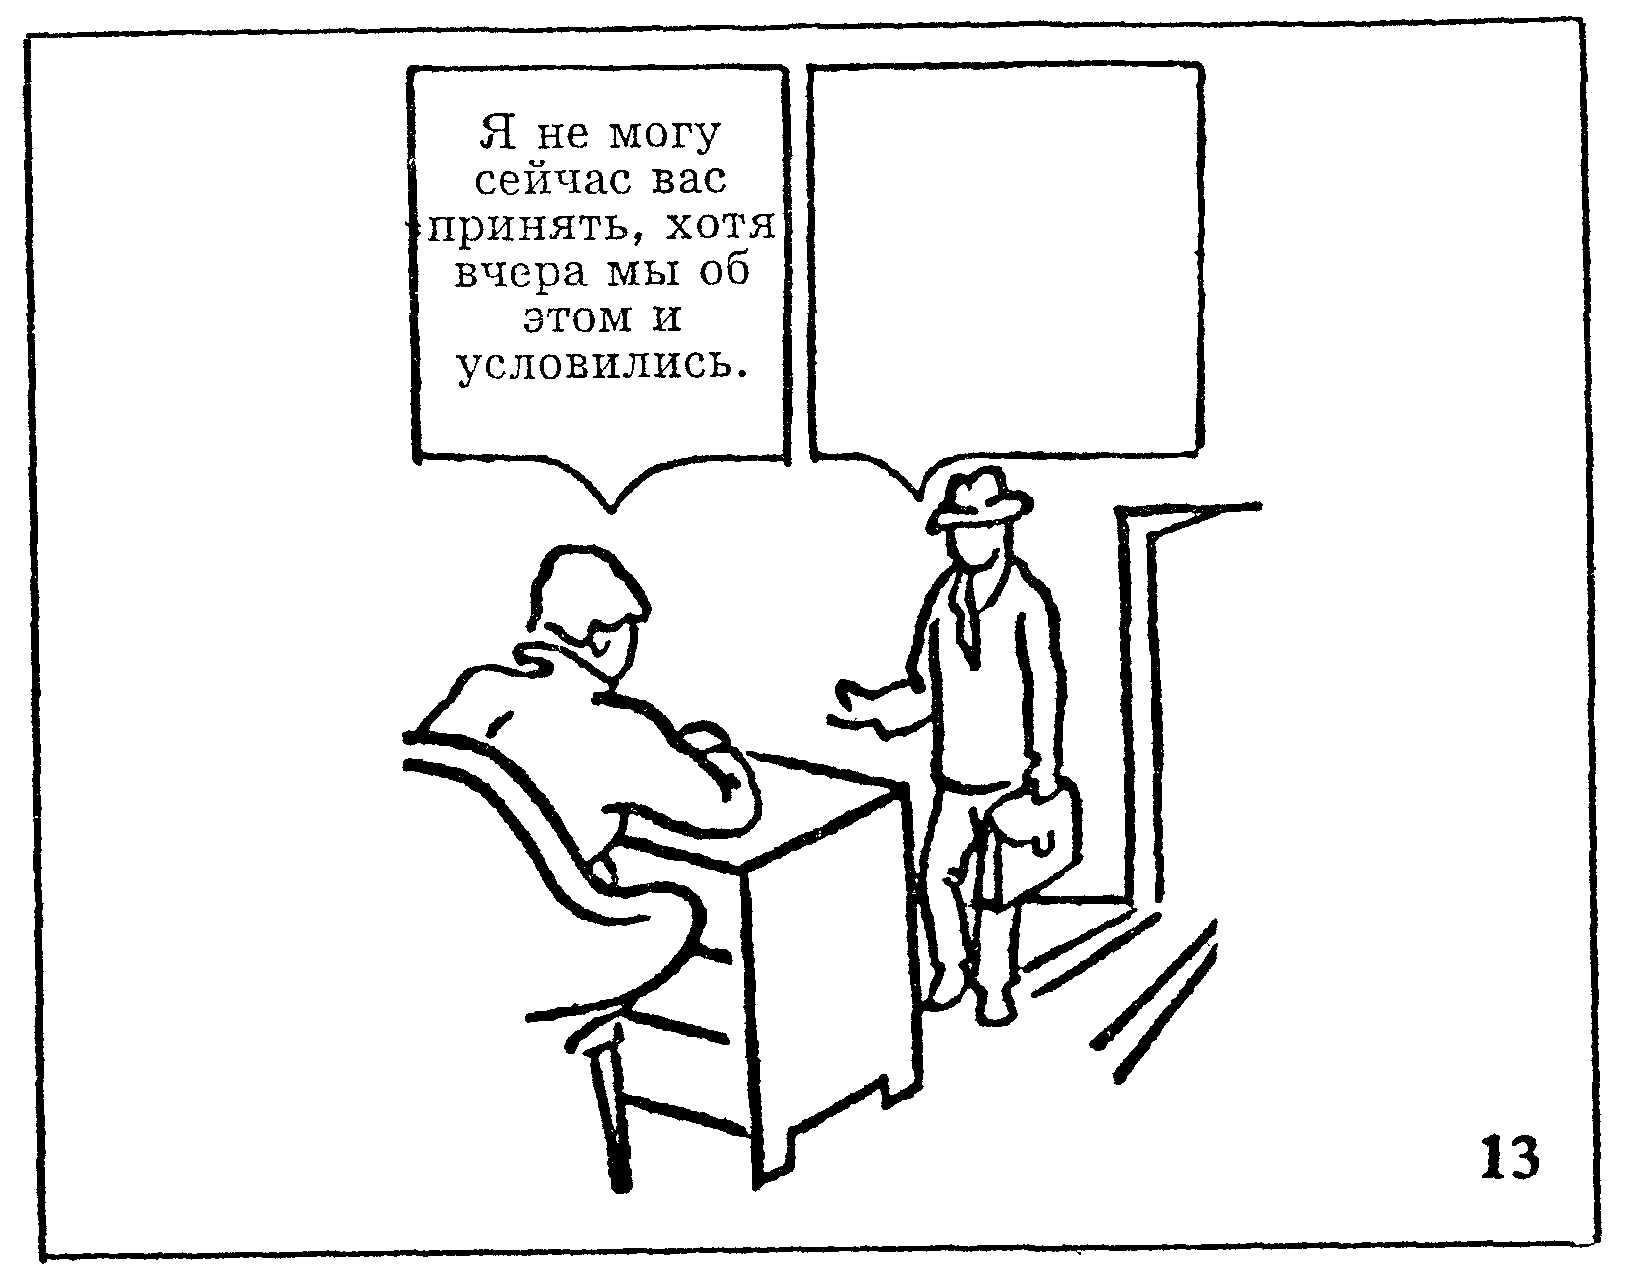 Я не могу
сейчас вас
принять, хотя
вчера мы об
этом и
условились.
13